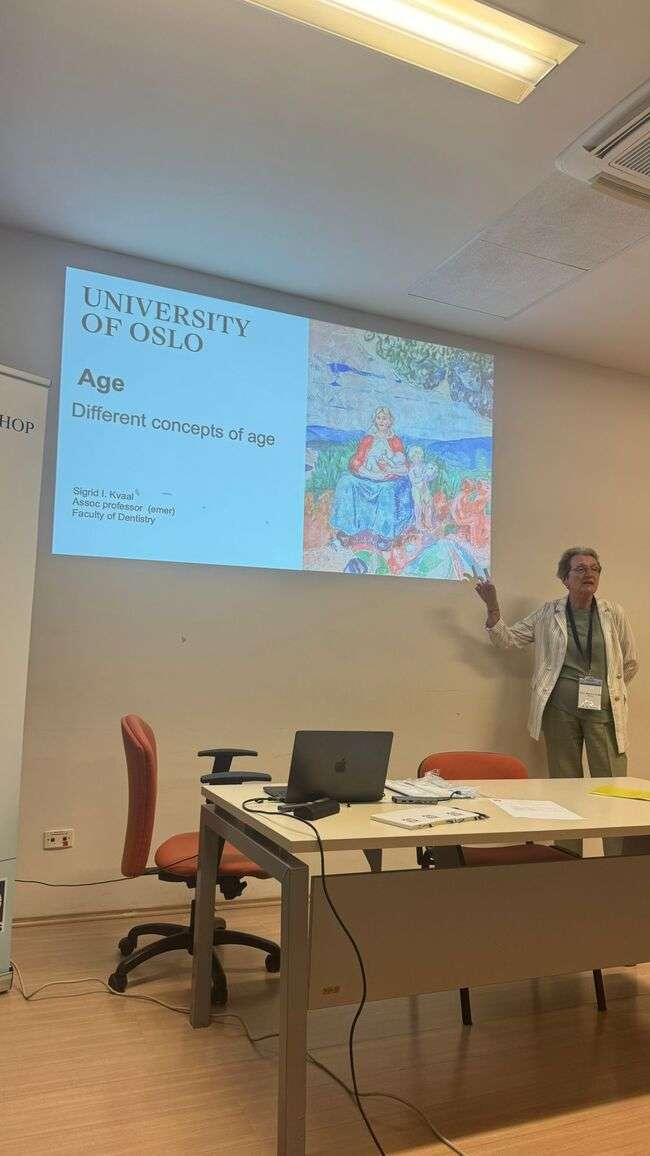 UNIVERSITY
OF OSLO
Age
Different concepts of age
Sigrid I. Kvaal
Assoc professor (emer)
Faculty of Dentistry
HOP